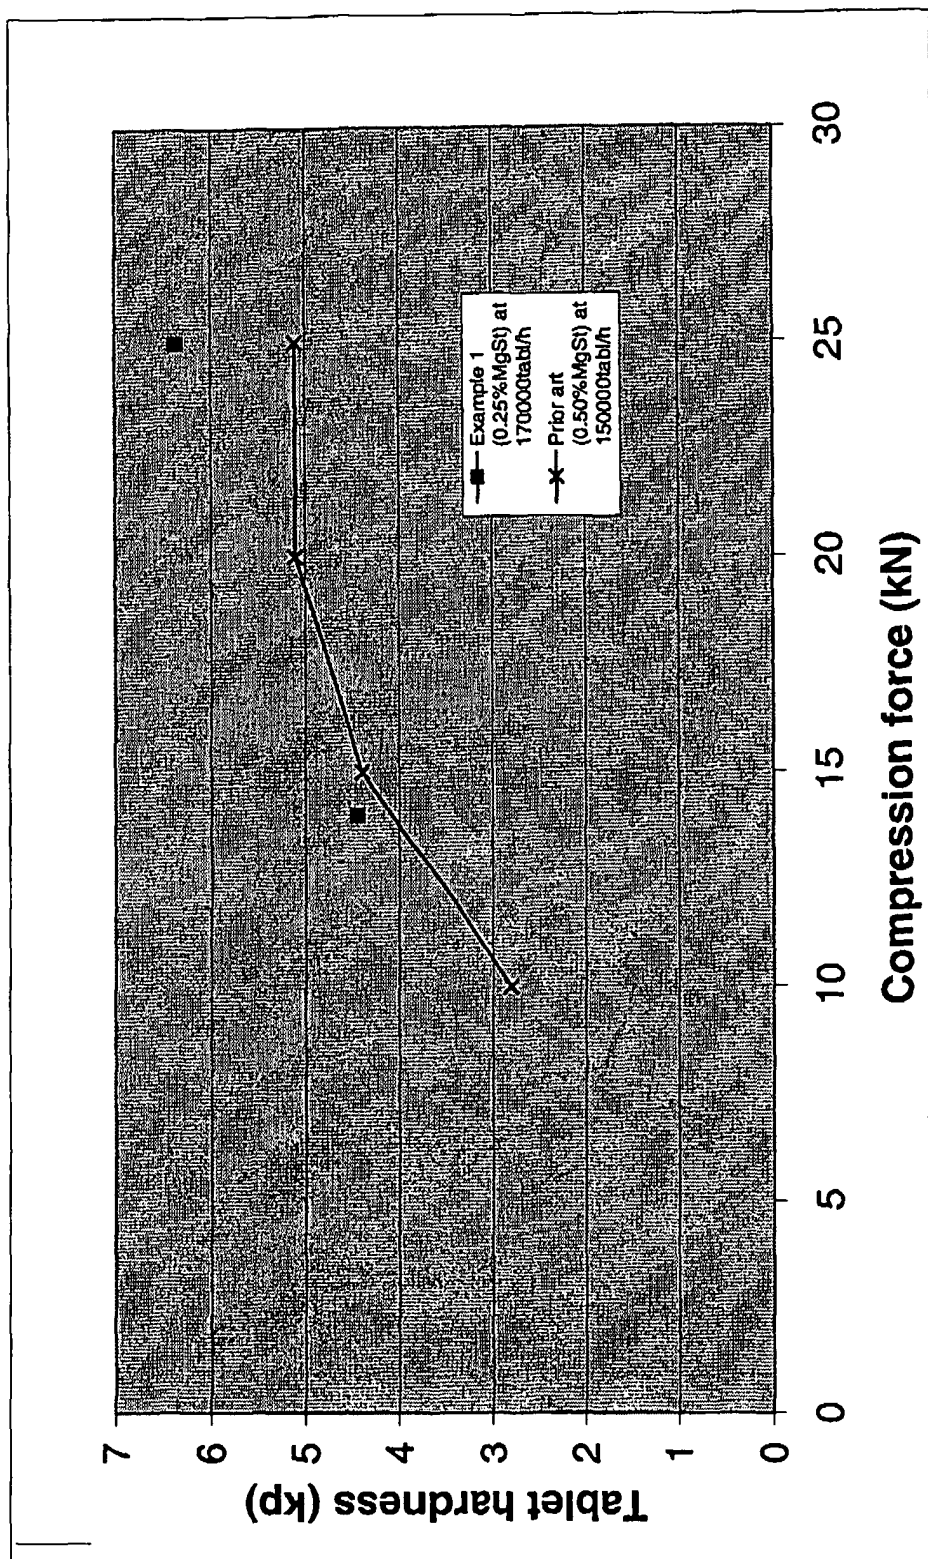 Tablet hardness (kp)
7
6
5
4
3
2
1
0
0
5
10
15
20
25
30
Compression force (kN)
Example 1
(0.25%MgSt) at
170000tabl/h
Prior art
(0.50%MgSt) at
150000tabl/h